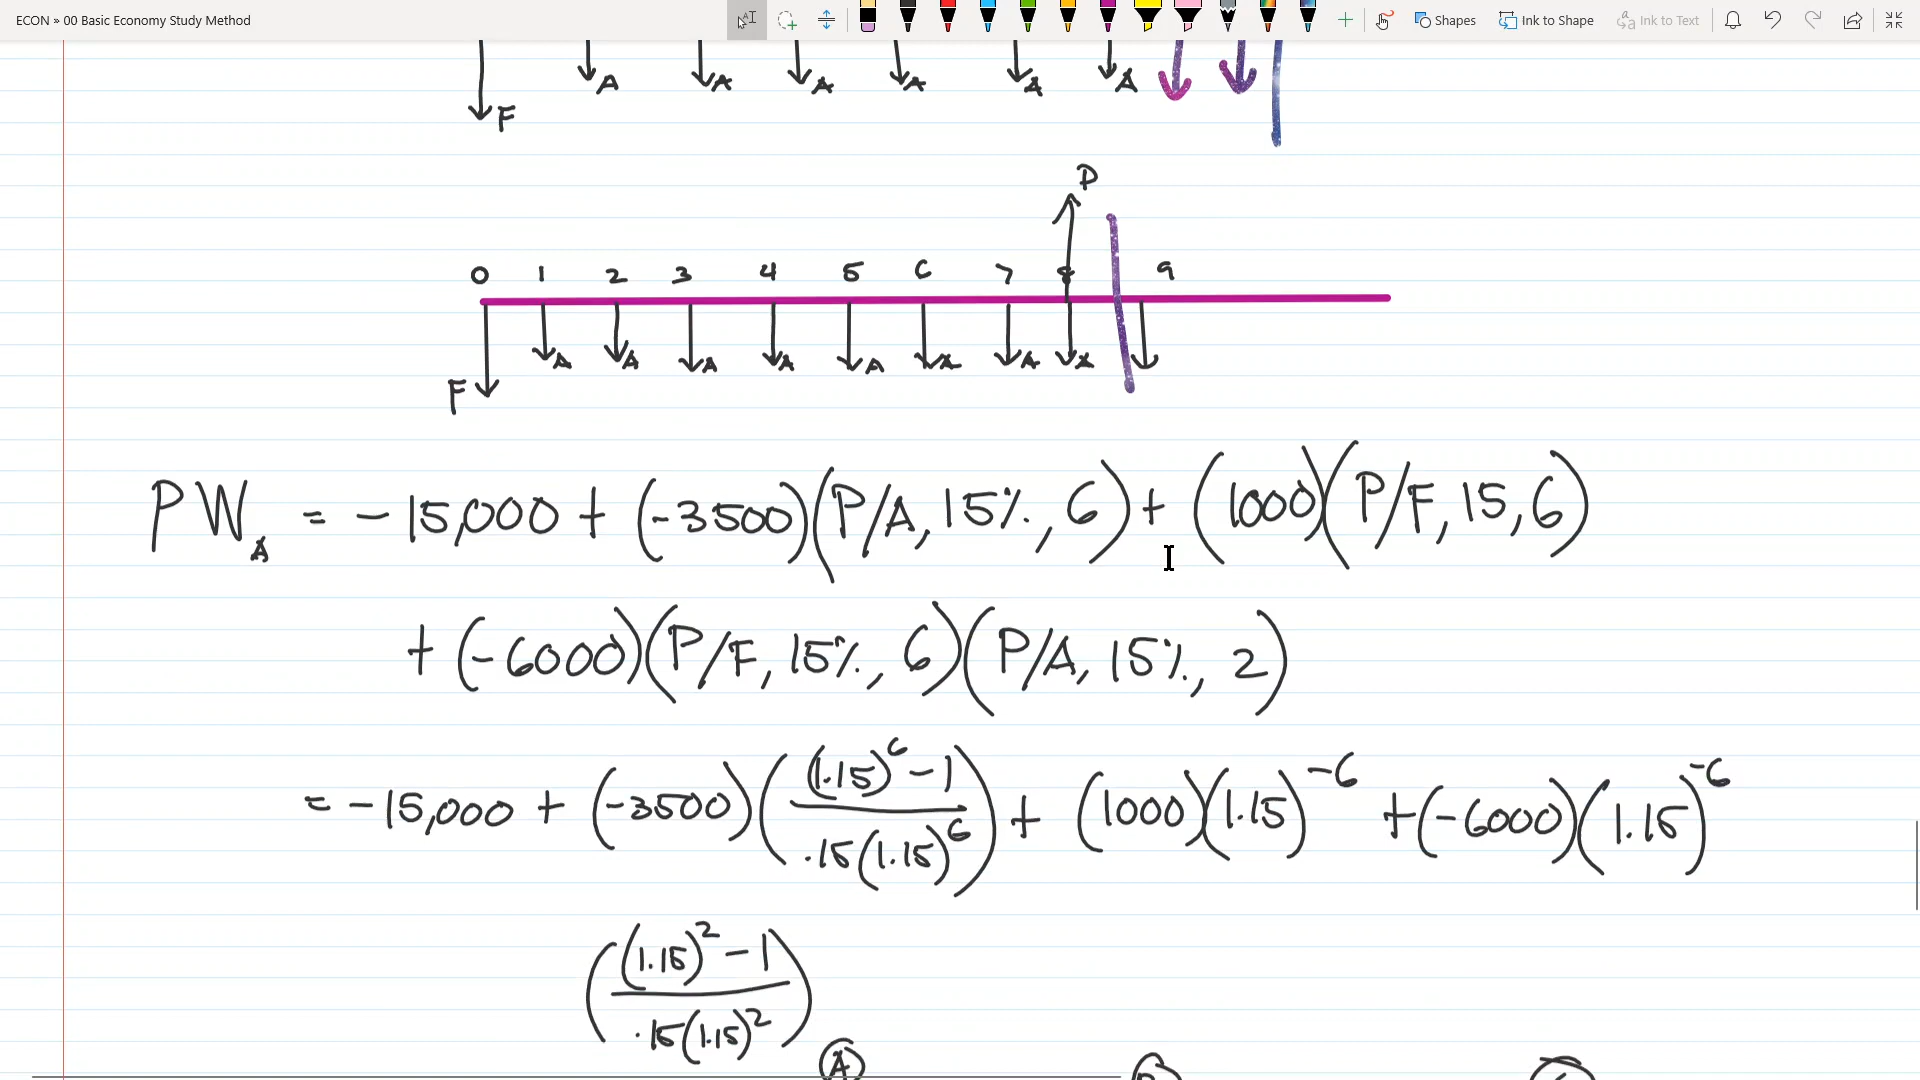 ECON » 00 Basic Economy Study Method
Shapes Ink to Shape Ink to Text
A A A A A A
F
P
0 1 2 3 4 5 6 7 8 9
A A A A A A A A
F
PW_A = -15,000 + (-3500)(P/A, 15%, 6) + (1000)(P/F, 15, 6)
+ (-6000)(P/F, 15%, 6)(P/A, 15%, 2)
= -15,000 + (-3500)(((1.15)^6 - 1)/(.15(1.15)^6)) + (1000)(1.15)^-6 + (-6000)(1.15)^-6
(((1.15)^2 - 1)/(.15(1.15)^2))
A